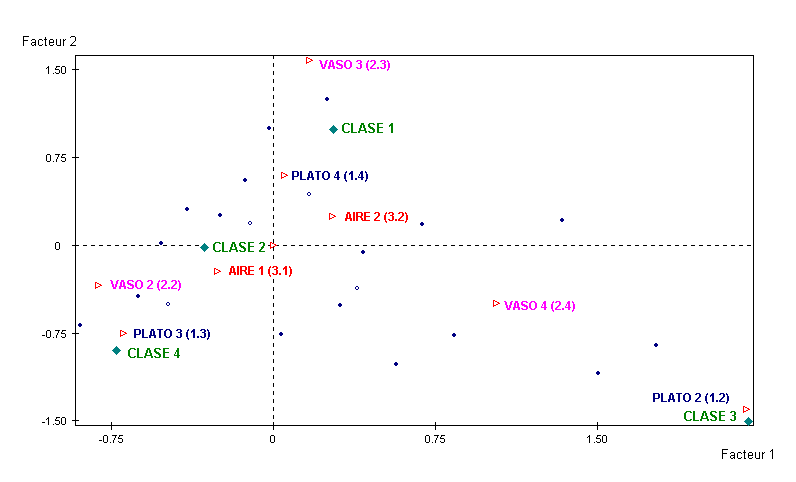 Facteur 2
1.50
VASO 3 (2.3)
CLASE 1
0.75
PLATO 4 (1.4)
AIRE 2 (3.2)
0
CLASE 2
AIRE 1 (3.1)
VASO 2 (2.2)
VASO 4 (2.4)
-0.75
PLATO 3 (1.3)
CLASE 4
PLATO 2 (1.2)
CLASE 3
-1.50
-0.75 0 0.75 1.50
Facteur 1